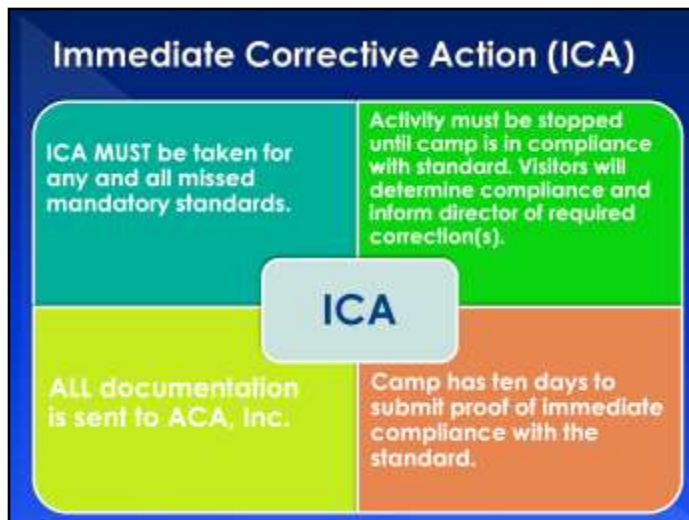 Immediate Corrective Action (ICA)
ICA MUST be taken for
any and all missed
mandatory standards.
Activity must be stopped
until camp is in compliance
with standard. Visitors will
determine compliance and
inform director of required
correction(s).
ICA
ALL documentation
is sent to ACA, Inc.
Camp has ten days to
submit proof of immediate
compliance with the
standard.